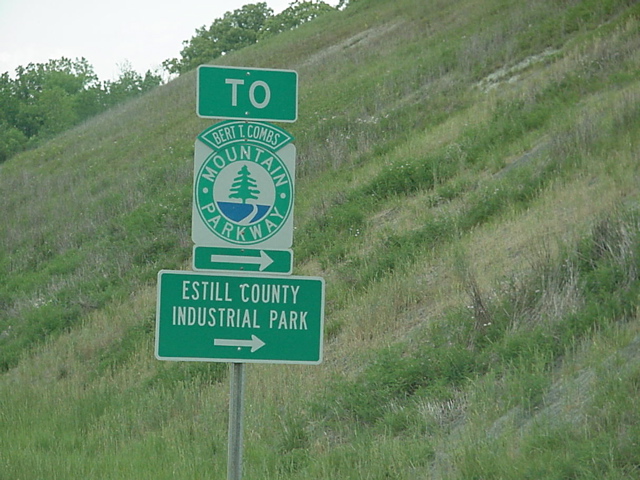 TO
BERT T. COMBS
MOUNTAIN
PARKWAY
ESTILL COUNTY
INDUSTRIAL PARK